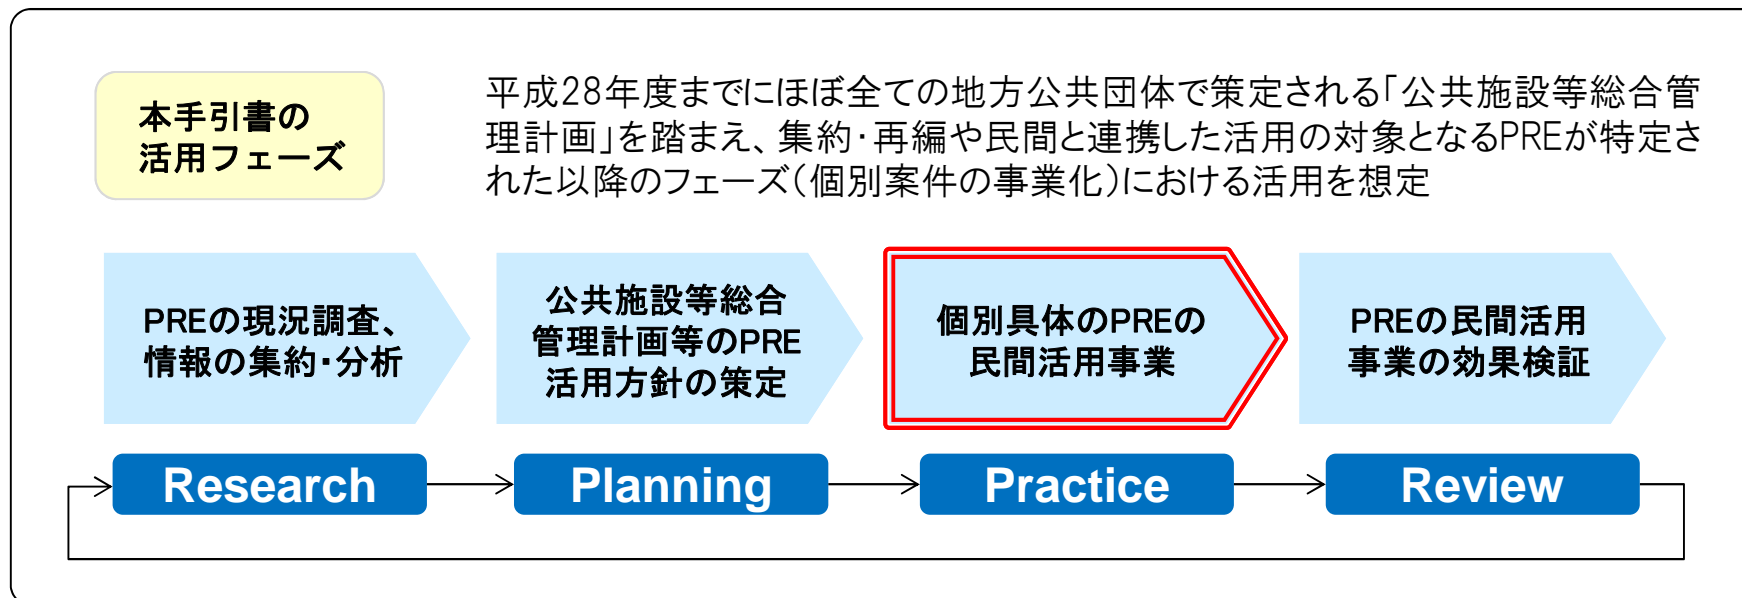 本手引書の
活用フェーズ
平成28年度までにほぼ全ての地方公共団体で策定される「公共施設等総合管
理計画」を踏まえ、集約・再編や民間と連携した活用の対象となるPREが特定さ
れた以降のフェーズ(個別案件の事業化)における活用を想定
PREの現況調査、
情報の集約・分析
公共施設等総合
管理計画等のPRE
活用方針の策定
個別具体のPREの
民間活用事業
PREの民間活用
事業の効果検証
Research
Planning
Practice
Review